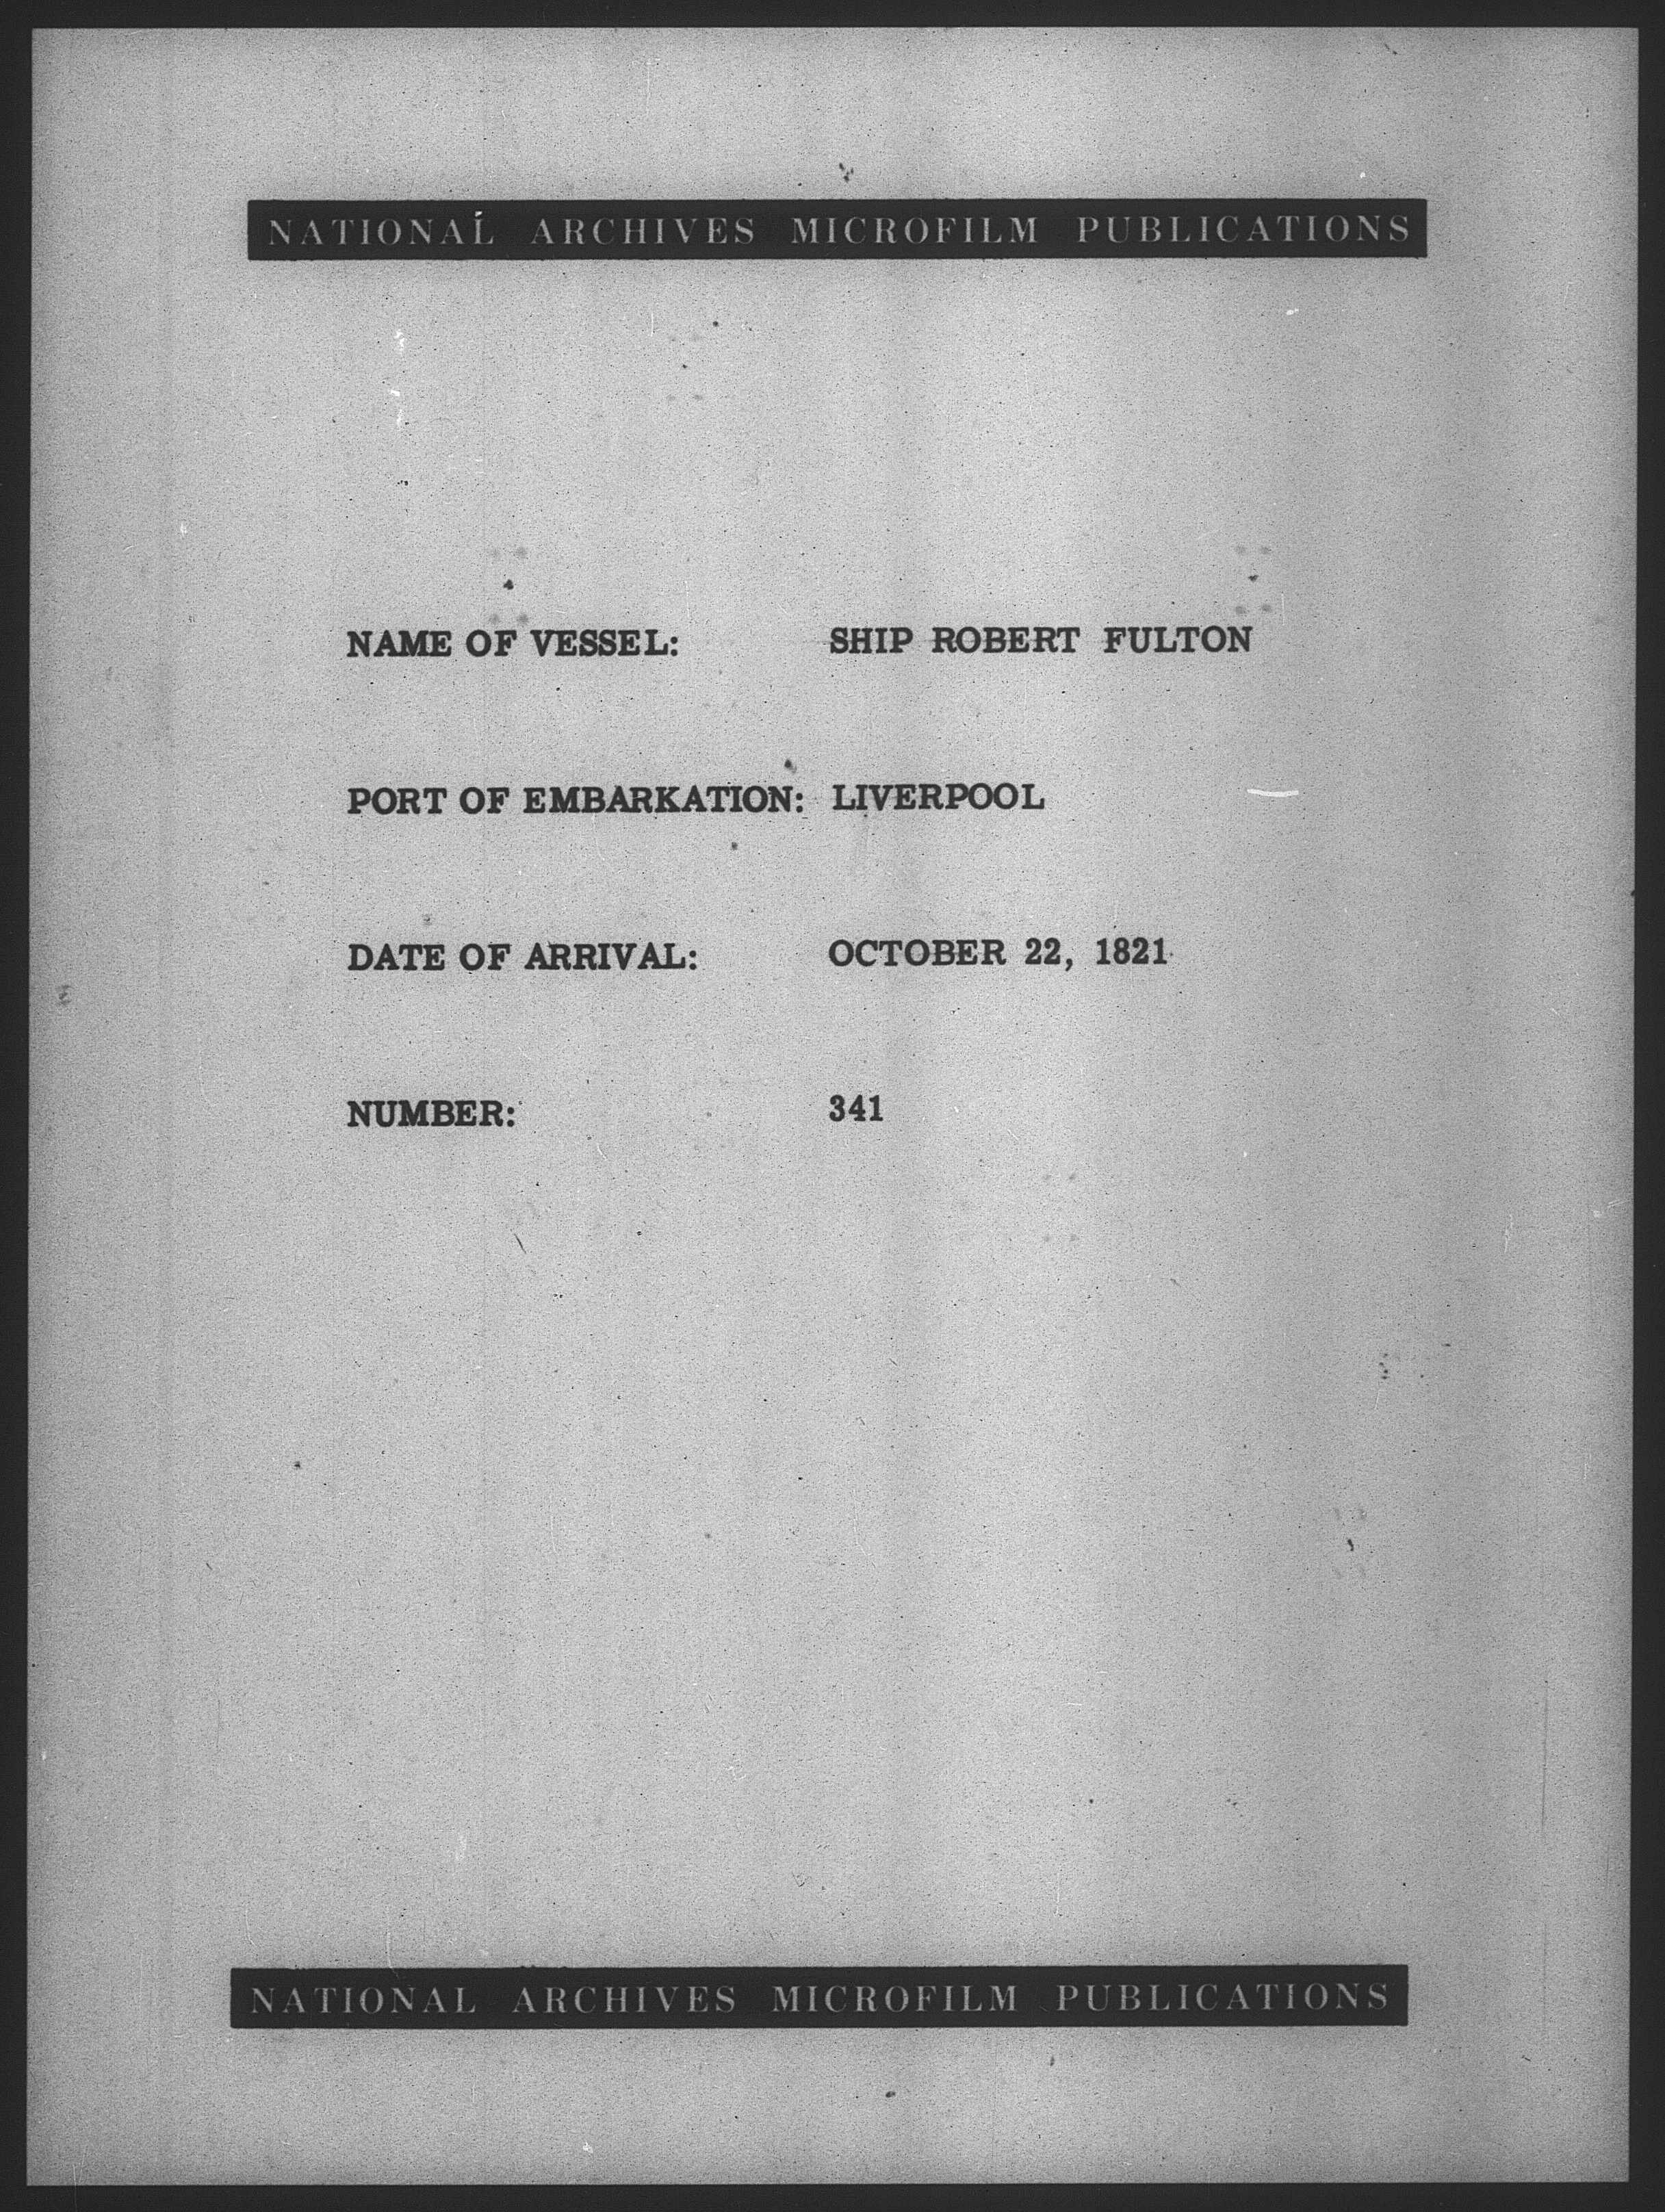 NATIONAL ARCHIVES MICROFILM PUBLICATIONS
NAME OF VESSEL: SHIP ROBERT FULTON
PORT OF EMBARKATION: LIVERPOOL
DATE OF ARRIVAL: OCTOBER 22, 1821
NUMBER: 341
NATIONAL ARCHIVES MICROFILM PUBLICATIONS